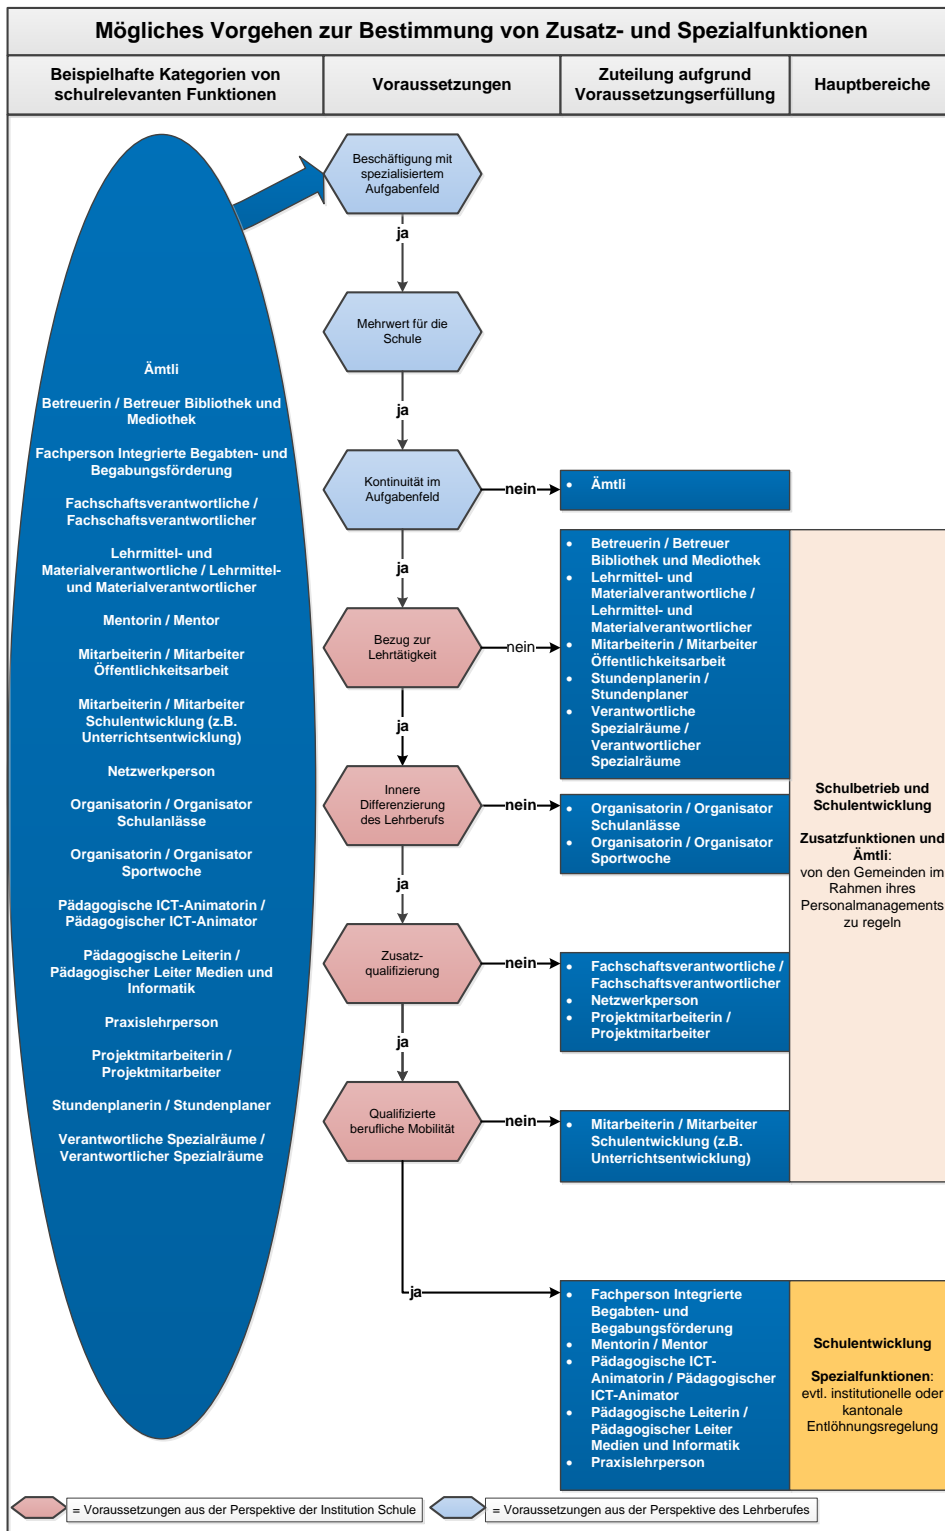 Mögliches Vorgehen zur Bestimmung von Zusatz- und Spezialfunktionen
Beispielhafte Kategorien von
schulrelevanten Funktionen
Voraussetzungen
Zuteilung aufgrund
Voraussetzungserfüllung
Hauptbereiche
Ämtli
Betreuerin / Betreuer Bibliothek und
Mediothek
Fachperson Integrierte Begabten- und
Begabungsförderung
Fachschaftsverantwortliche /
Fachschaftsverantwortlicher
Lehrmittel- und
Materialverantwortliche / Lehrmittel-
und Materialverantwortlicher
Mentorin / Mentor
Mitarbeiterin / Mitarbeiter
Öffentlichkeitsarbeit
Mitarbeiterin / Mitarbeiter
Schulentwicklung (z.B.
Unterrichtsentwicklung)
Netzwerkperson
Organisatorin / Organisator
Schulanlässe
Organisatorin / Organisator
Sportwoche
Pädagogische ICT-Animatorin /
Pädagogischer ICT-Animator
Pädagogische Leiterin /
Pädagogischer Leiter Medien und
Informatik
Praxislehrperson
Projektmitarbeiterin /
Projektmitarbeiter
Stundenplanerin / Stundenplaner
Verantwortliche Spezialräume /
Verantwortlicher Spezialräume
Beschäftigung mit
spezialisiertem
Aufgabenfeld
ja
Mehrwert für die
Schule
ja
Kontinuität im
Aufgabenfeld
nein
• Ämtli
ja
Bezug zur
Lehrtätigkeit
nein
• Betreuerin / Betreuer
Bibliothek und Mediothek
• Lehrmittel- und
Materialverantwortliche /
Lehrmittel- und
Materialverantwortlicher
• Mitarbeiterin / Mitarbeiter
Öffentlichkeitsarbeit
• Stundenplanerin /
Stundenplaner
• Verantwortliche
Spezialräume /
Verantwortlicher
Spezialräume
ja
Innere
Differenzierung
des Lehrberufs
nein
• Organisatorin / Organisator
Schulanlässe
• Organisatorin / Organisator
Sportwoche
ja
Zusatz-
qualifizierung
nein
• Fachschaftsverantwortliche /
Fachschaftsverantwortlicher
• Netzwerkperson
• Projektmitarbeiterin /
Projektmitarbeiter
ja
Qualifizierte
berufliche Mobilität
nein
• Mitarbeiterin / Mitarbeiter
Schulentwicklung (z.B.
Unterrichtsentwicklung)
Schulbetrieb und
Schulentwicklung
Zusatzfunktionen und
Ämtli:
von den Gemeinden im
Rahmen ihres
Personalmanagements
zu regeln
ja
• Fachperson Integrierte
Begabten- und
Begabungsförderung
• Mentorin / Mentor
• Pädagogische ICT-
Animatorin / Pädagogischer
ICT-Animator
• Pädagogische Leiterin /
Pädagogischer Leiter
Medien und Informatik
• Praxislehrperson
Schulentwicklung
Spezialfunktionen:
evtl. institutionelle oder
kantonale
Entlöhnungsregelung
= Voraussetzungen aus der Perspektive der Institution Schule
= Voraussetzungen aus der Perspektive des Lehrberufes